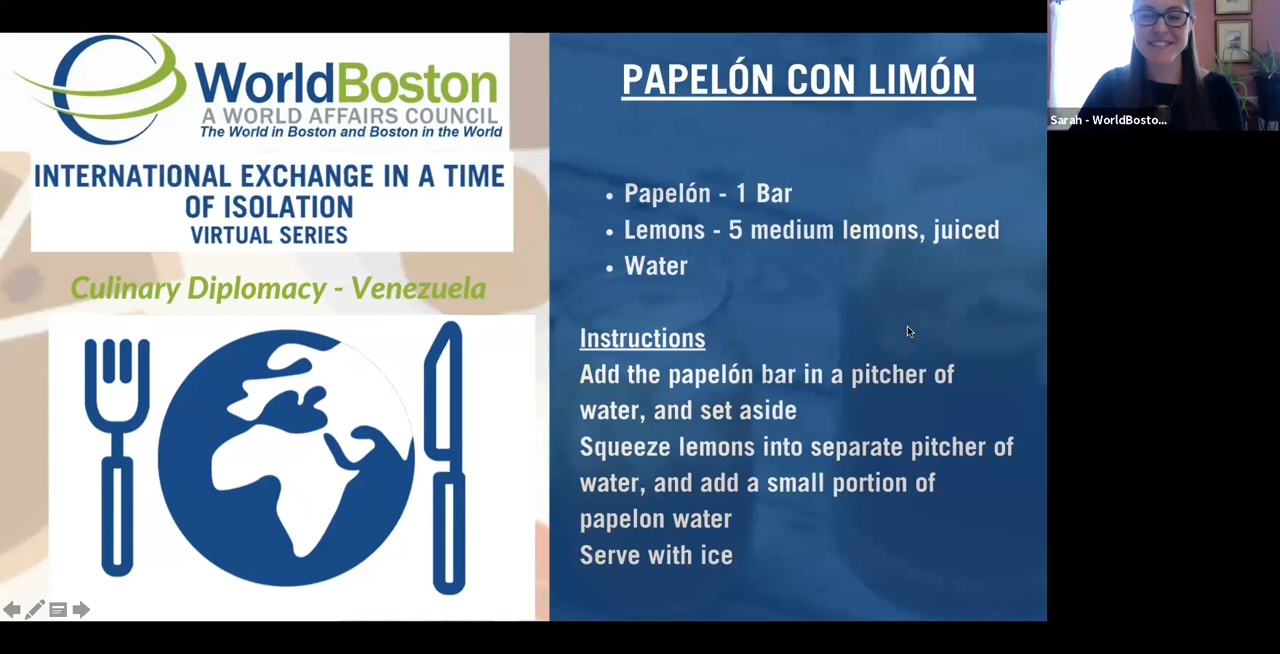 WorldBoston
A WORLD AFFAIRS COUNCIL
The World in Boston and Boston in the World
INTERNATIONAL EXCHANGE IN A TIME
OF ISOLATION
VIRTUAL SERIES
Culinary Diplomacy - Venezuela
PAPELÓN CON LIMÓN
• Papelón - 1 Bar
• Lemons - 5 medium lemons, juiced
• Water
Instructions
Add the papelón bar in a pitcher of
water, and set aside
Squeeze lemons into separate pitcher of
water, and add a small portion of
papelon water
Serve with ice
Sarah - WorldBosto...